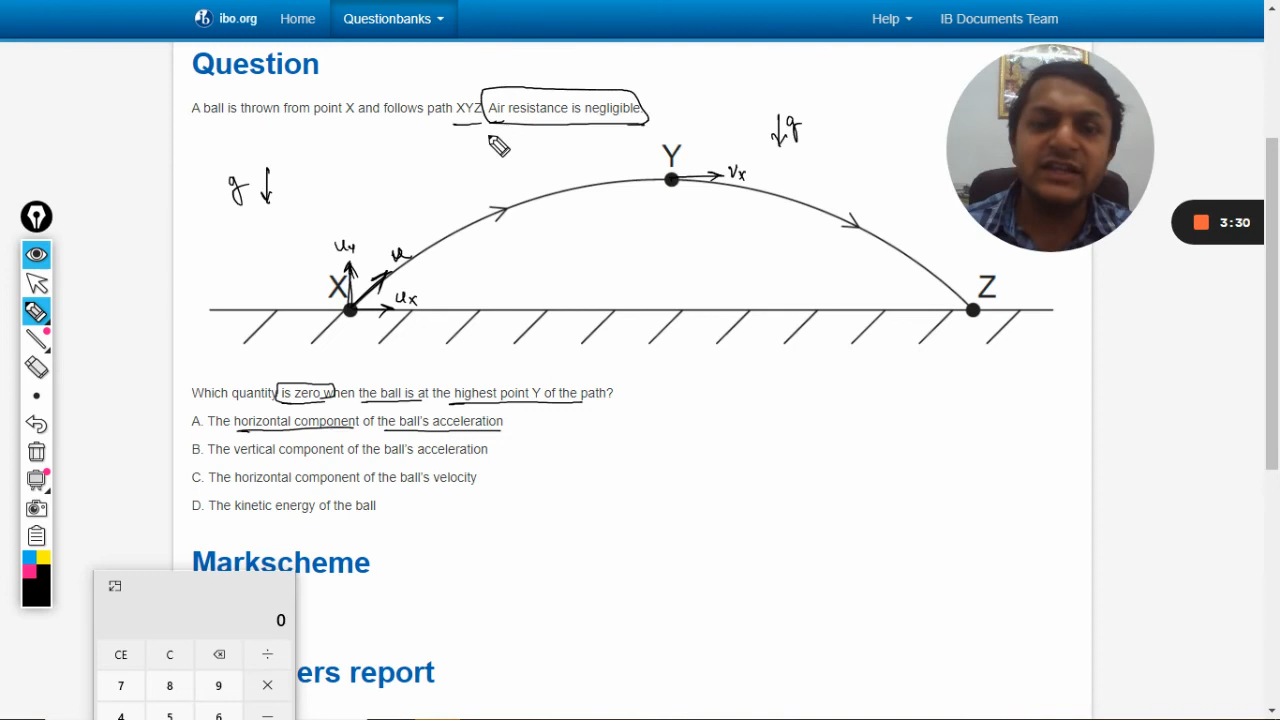 ibo.org Home Questionbanks Help IB Documents Team
Question
A ball is thrown from point X and follows path XYZ. Air resistance is negligible.
g
Y
vx
g
3:30
uy
u
X
ux
Z
Which quantity is zero when the ball is at the highest point Y of the path?
A. The horizontal component of the ball's acceleration
B. The vertical component of the ball's acceleration
C. The horizontal component of the ball's velocity
D. The kinetic energy of the ball
Markscheme
0
CE C ÷
ers report
7 8 9 ×
4 5 6 −